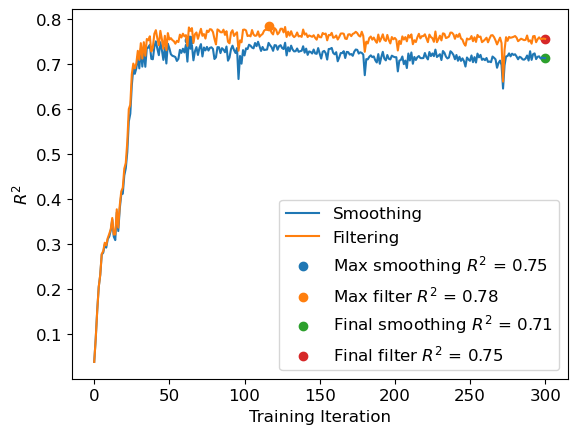 0.8
0.7
0.6
0.5
0.4
0.3
0.2
0.1
R²
0
50
100
150
200
250
300
Training Iteration
Smoothing
Filtering
Max smoothing R² = 0.75
Max filter R² = 0.78
Final smoothing R² = 0.71
Final filter R² = 0.75